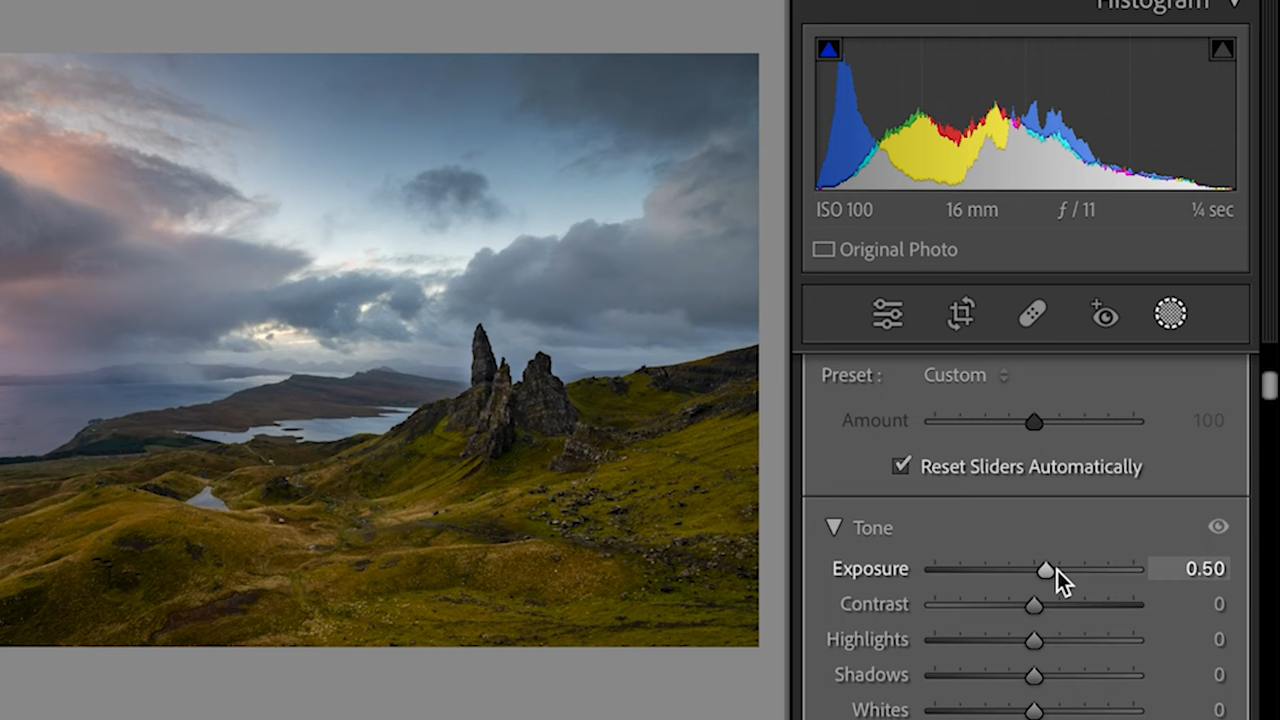 Histogram
ISO 100 16 mm ƒ / 11 ¼ sec
Original Photo
Preset : Custom
Amount 100
Reset Sliders Automatically
Tone
Exposure 0.50
Contrast 0
Highlights 0
Shadows 0
Whites 0